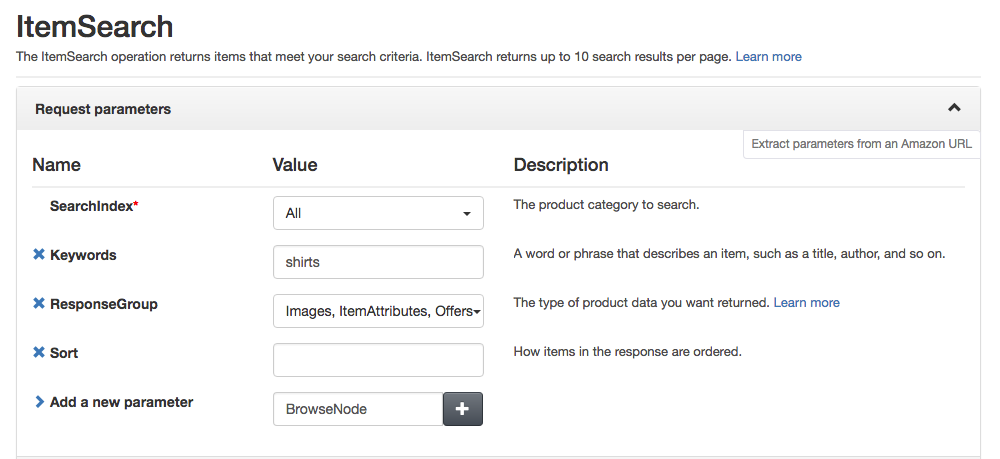 ItemSearch
The ItemSearch operation returns items that meet your search criteria. ItemSearch returns up to 10 search results per page. Learn more
Request parameters
Extract parameters from an Amazon URL
Name Value Description
SearchIndex* All The product category to search.
Keywords shirts A word or phrase that describes an item, such as a title, author, and so on.
ResponseGroup Images, ItemAttributes, Offers The type of product data you want returned. Learn more
Sort How items in the response are ordered.
Add a new parameter BrowseNode +